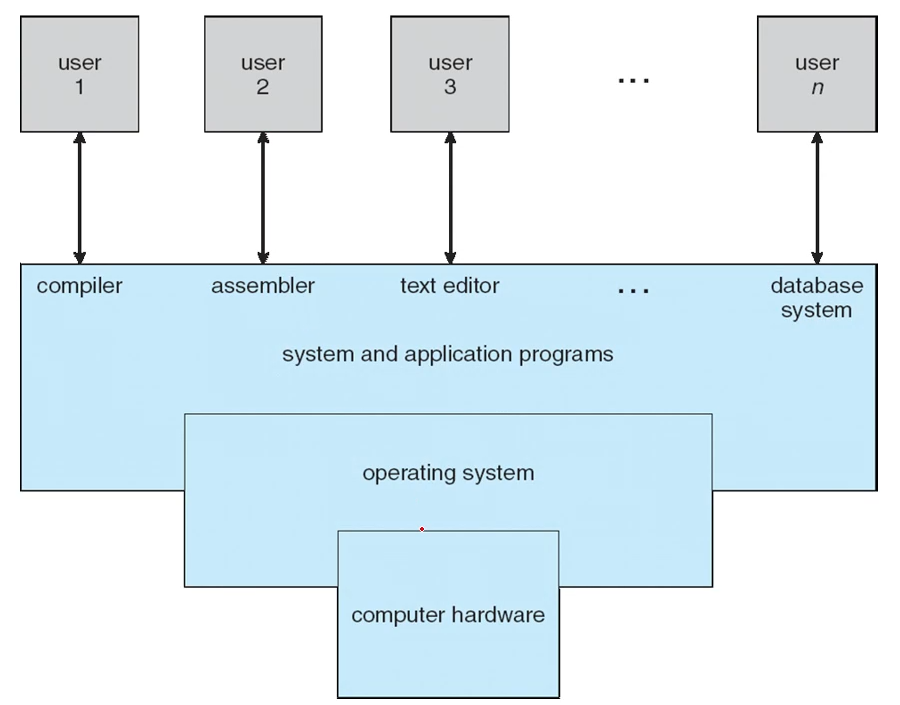 user
1
user
2
user
3
...
user
n
compiler
assembler
text editor
...
database
system
system and application programs
operating system
computer hardware